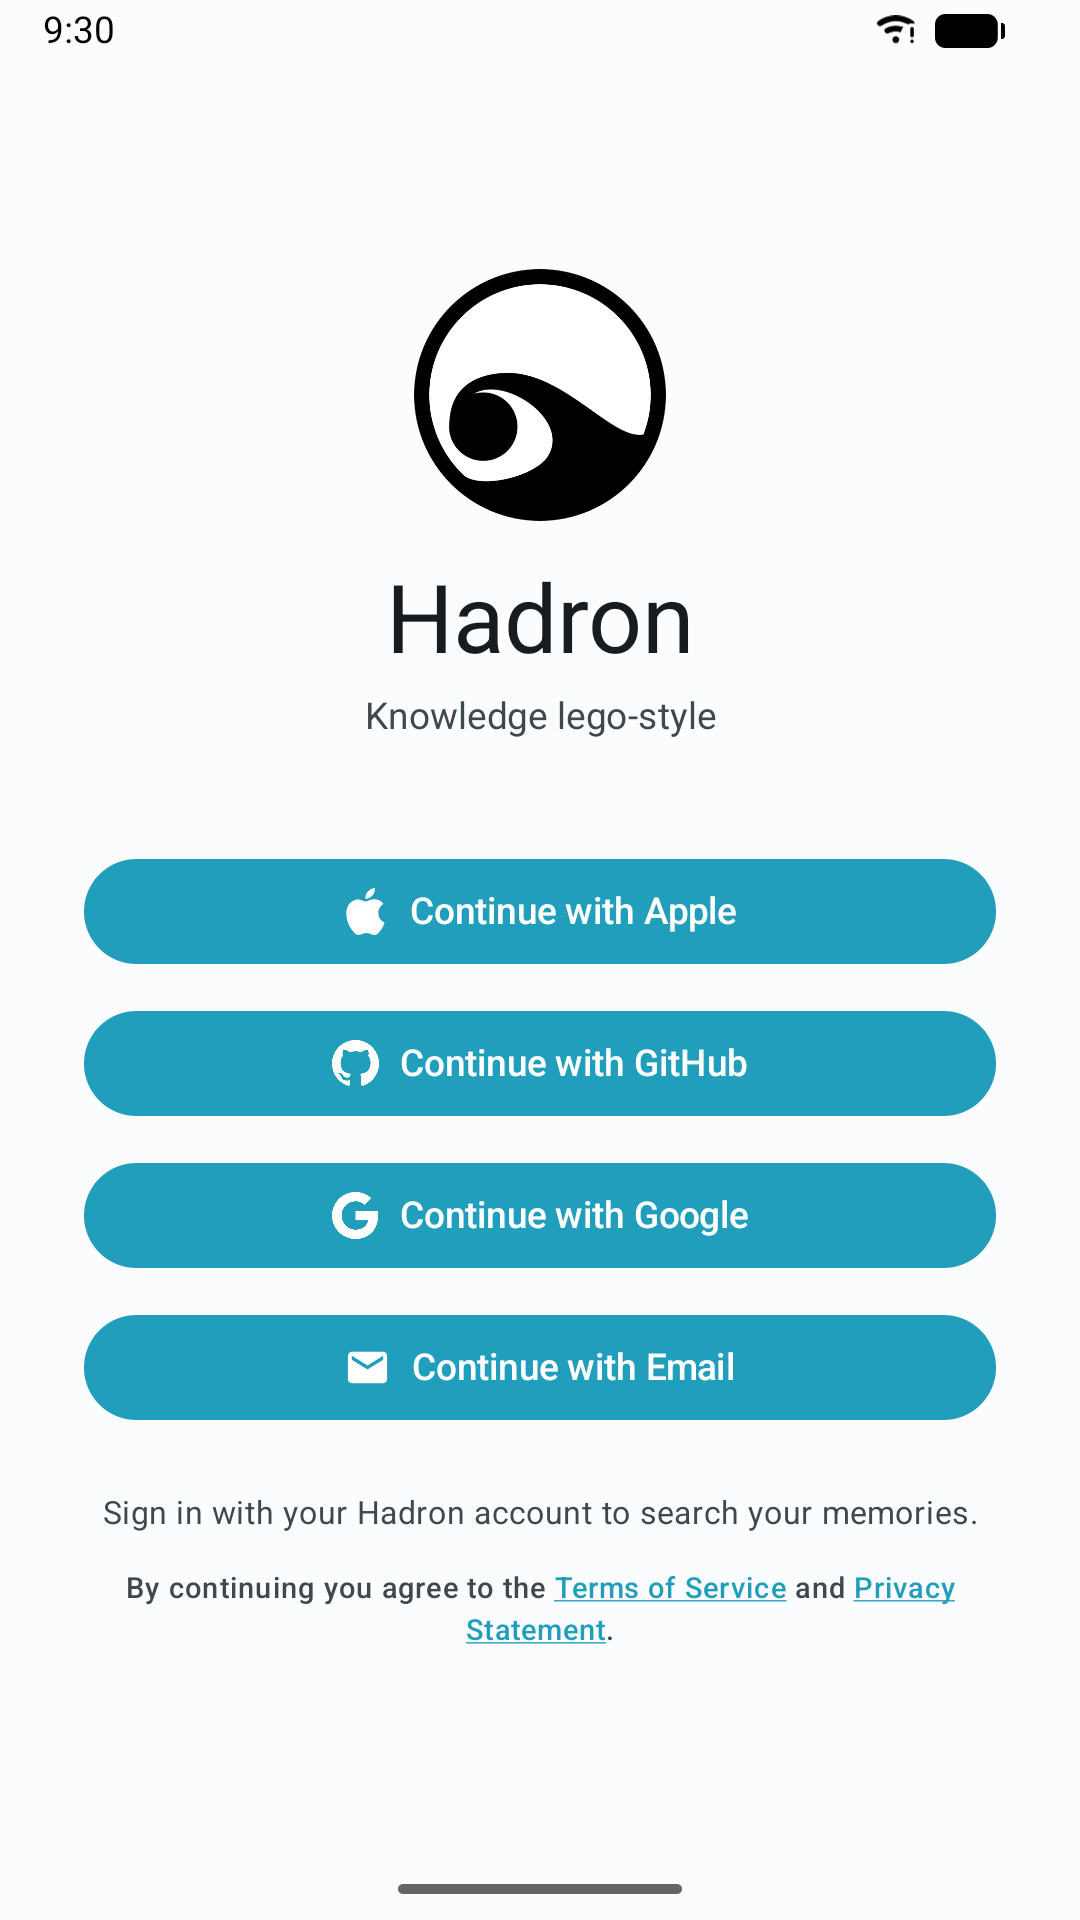 9:30
Hadron
Knowledge lego-style
Continue with Apple
Continue with GitHub
Continue with Google
Continue with Email
Sign in with your Hadron account to search your memories.
By continuing you agree to the Terms of Service and Privacy
Statement.